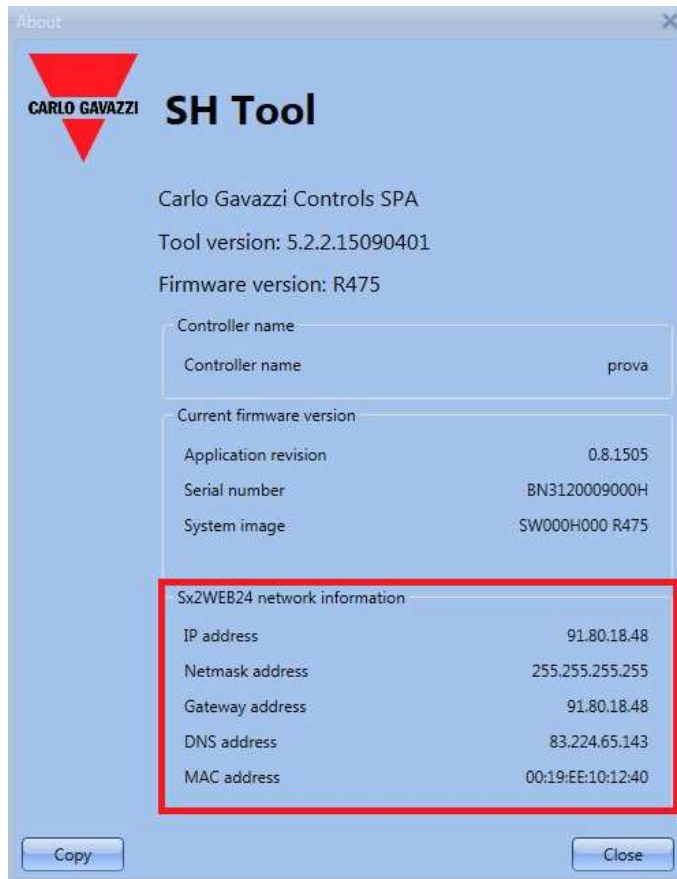 About
CARLO GAVAZZI
SH Tool
Carlo Gavazzi Controls SPA
Tool version: 5.2.2.15090401
Firmware version: R475
Controller name
Controller name prova
Current firmware version
Application revision 0.8.1505
Serial number BN3120009000H
System image SW000H000 R475
Sx2WEB24 network information
IP address 91.80.18.48
Netmask address 255.255.255.255
Gateway address 91.80.18.48
DNS address 83.224.65.143
MAC address 00:19:EE:10:12:40
Copy Close